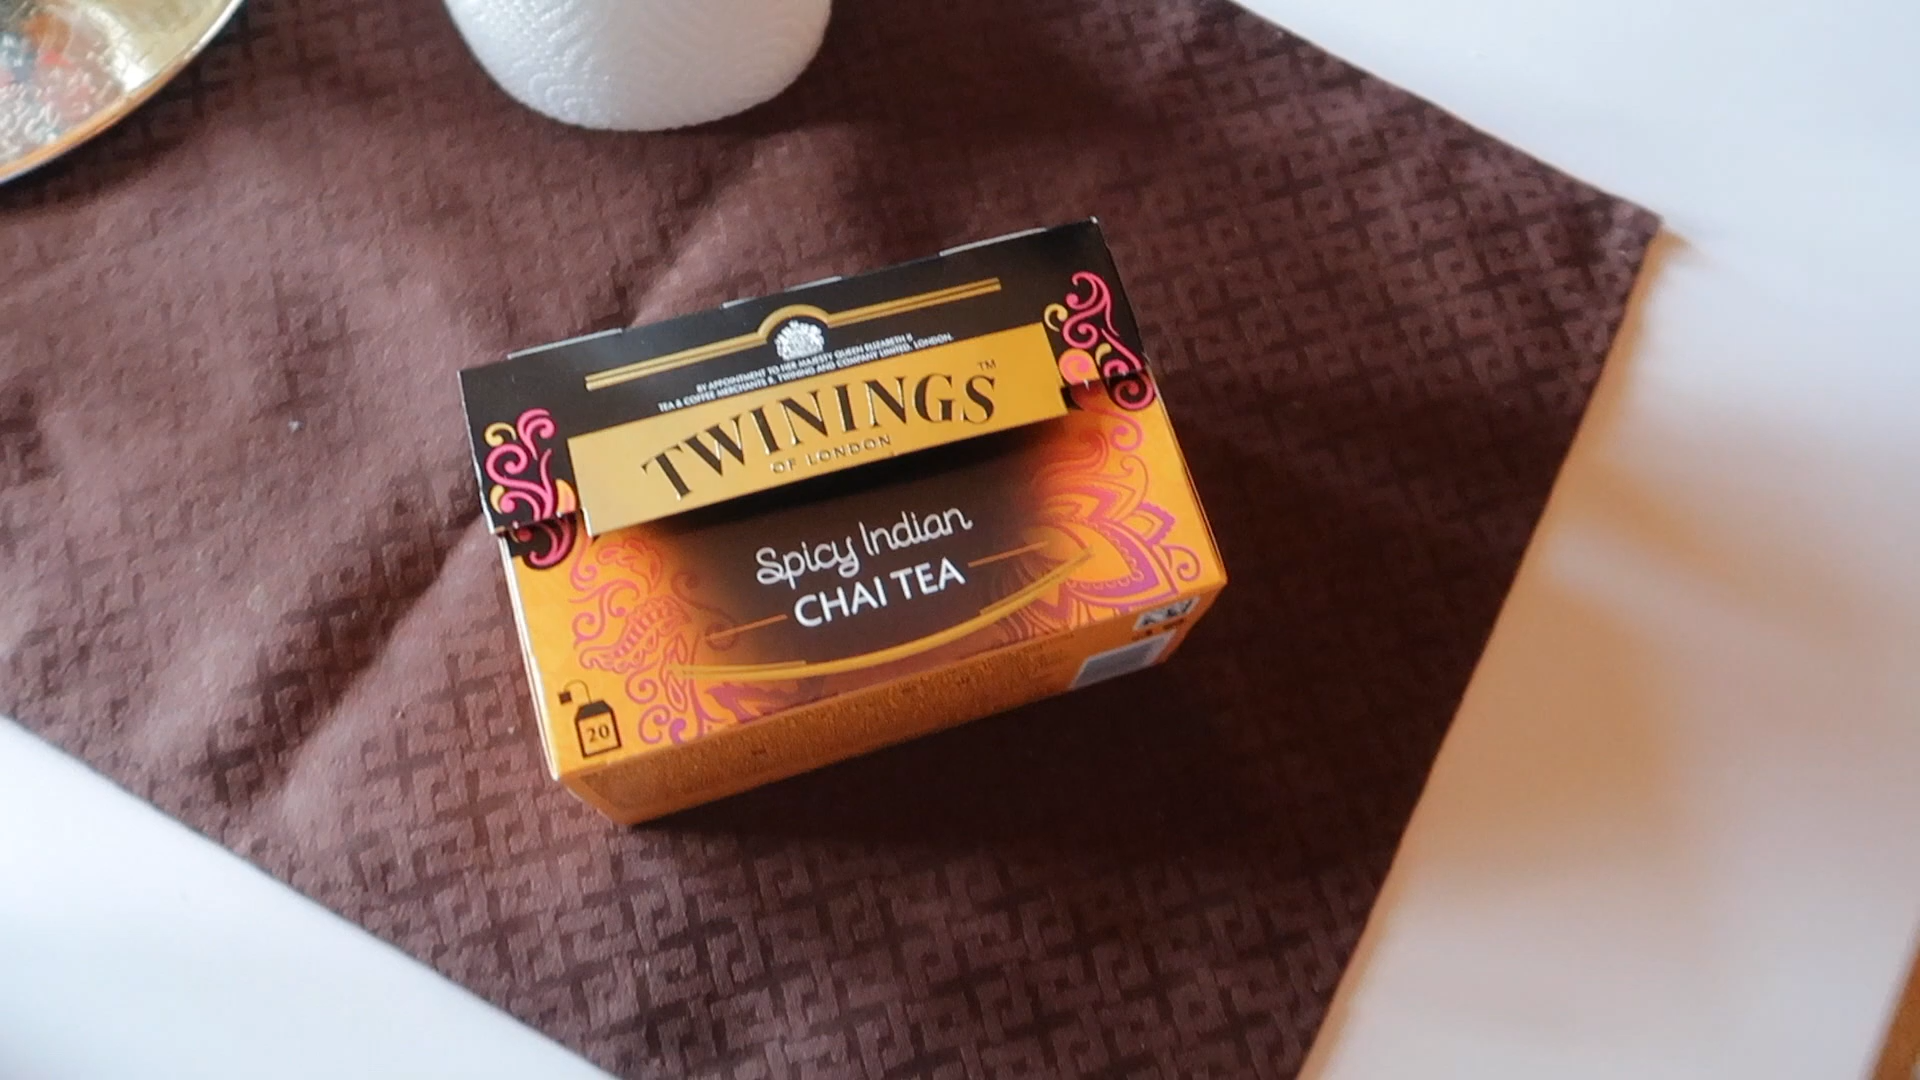 BY APPOINTMENT TO HER MAJESTY QUEEN ELIZABETH II
TEA & COFFEE MERCHANTS R. TWINING AND COMPANY LIMITED, LONDON.
TWININGS™
OF LONDON
Spicy Indian
CHAI TEA
20